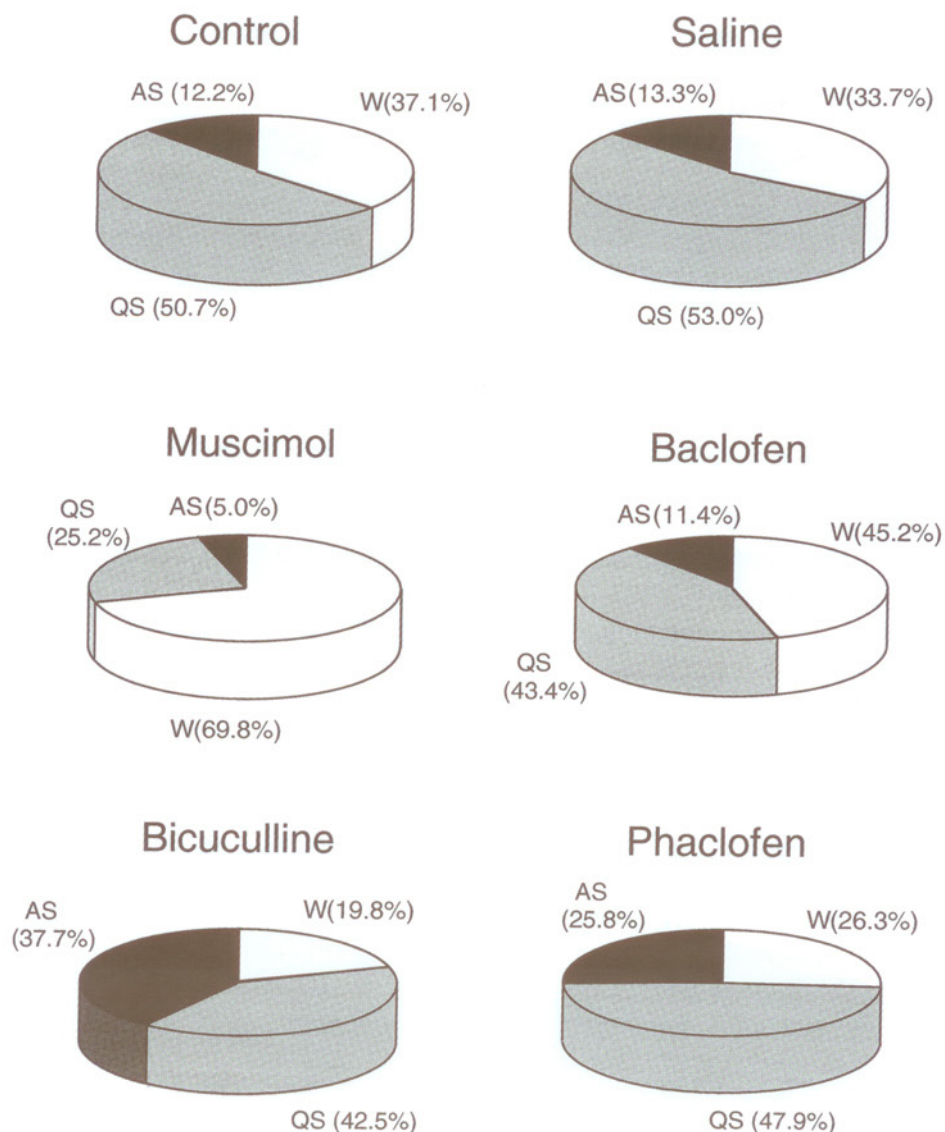 Control
AS (12.2%)
W(37.1%)
QS (50.7%)
Saline
AS(13.3%)
W(33.7%)
QS (53.0%)
Muscimol
QS
(25.2%)
AS(5.0%)
W(69.8%)
Baclofen
AS(11.4%)
W(45.2%)
QS
(43.4%)
Bicuculline
AS
(37.7%)
W(19.8%)
QS (42.5%)
Phaclofen
AS
(25.8%)
W(26.3%)
QS (47.9%)